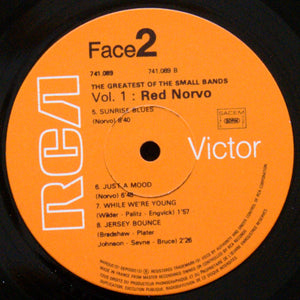 Face 2
741.089
741.089 B
THE GREATEST OF THE SMALL BANDS
Vol. 1 : Red Norvo
5. SUNRISE BLUES
(Norvo) 6'40
SACEM
RCA
Victor
6. JUST A MOOD
(Norvo) 6'40
7. WHILE WE'RE YOUNG
(Wilder - Palitz - Engvick) 1'57
8. JERSEY BOUNCE
(Bradshaw - Plater
Johnson - Sevne - Bruce) 2'26